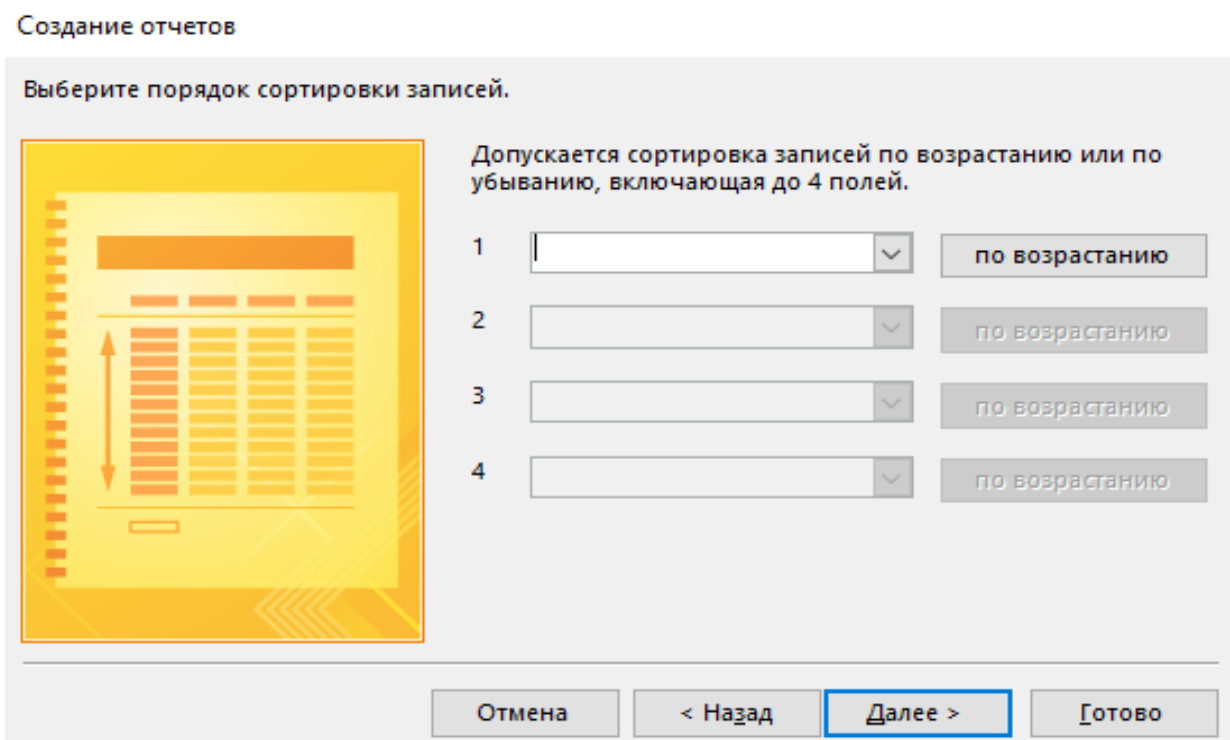 Создание отчетов
Выберите порядок сортировки записей.
Допускается сортировка записей по возрастанию или по
убыванию, включающая до 4 полей.
1 по возрастанию
2 по возрастанию
3 по возрастанию
4 по возрастанию
Отмена < Назад Далее > Готово